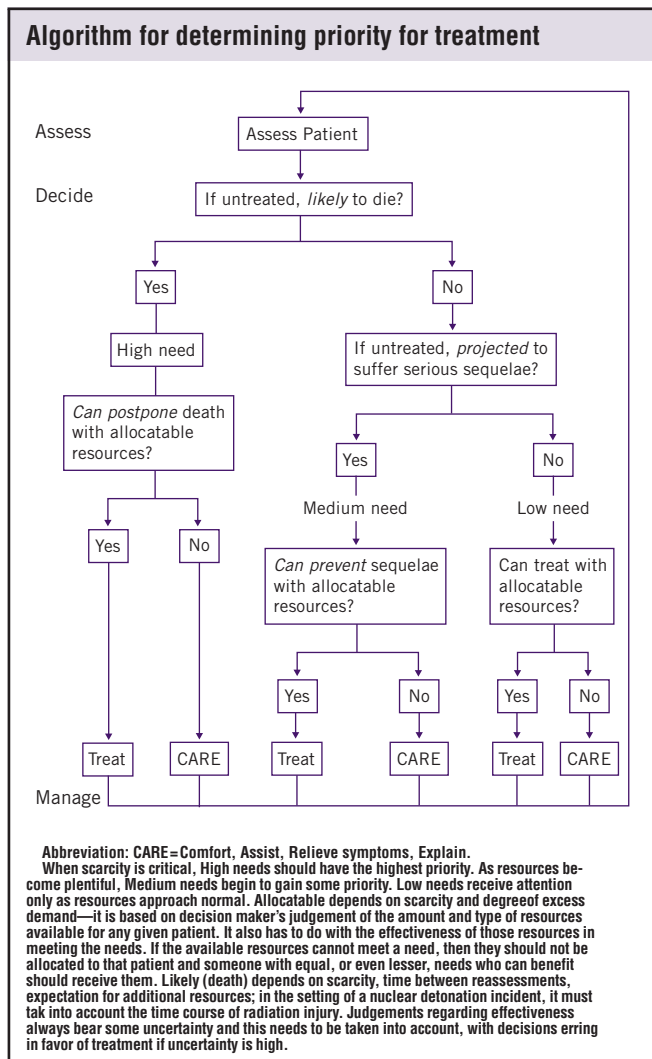 Algorithm for determining priority for treatment
Assess
Assess Patient
Decide
If untreated, likely to die?
Yes
No
High need
If untreated, projected to
suffer serious sequelae?
Can postpone death
with allocatable
resources?
Yes
No
Medium need
Low need
Yes
No
Can prevent sequelae
with allocatable
resources?
Can treat with
allocatable
resources?
Yes
No
Yes
No
Treat
CARE
Treat
CARE
Treat
CARE
Manage
Abbreviation: CARE=Comfort, Assist, Relieve symptoms, Explain.
When scarcity is critical, High needs should have the highest priority. As resources be-
come plentiful, Medium needs begin to gain some priority. Low needs receive attention
only as resources approach normal. Allocatable depends on scarcity and degreeof excess
demand—it is based on decision maker's judgement of the amount and type of resources
available for any given patient. It also has to do with the effectiveness of those resources in
meeting the needs. If the available resources cannot meet a need, then they should not be
allocated to that patient and someone with equal, or even lesser, needs who can benefit
should receive them. Likely (death) depends on scarcity, time between reassessments,
expectation for additional resources; in the setting of a nuclear detonation incident, it must
tak into account the time course of radiation injury. Judgements regarding effectiveness
always bear some uncertainty and this needs to be taken into account, with decisions erring
in favor of treatment if uncertainty is high.